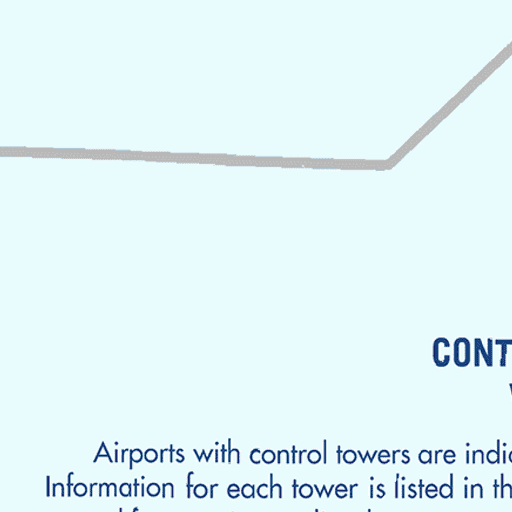 CONT
Airports with control towers are indic
Information for each tower is listed in th